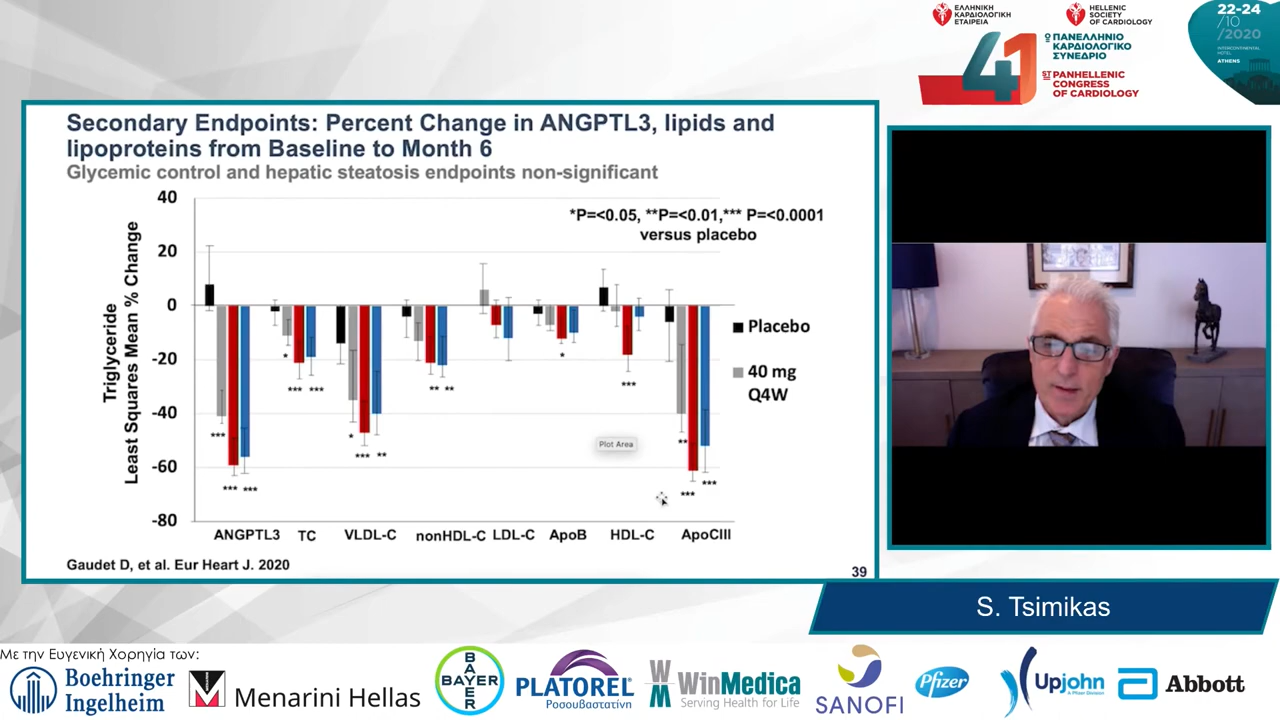 ΕΛΛΗΝΙΚΗ
ΚΑΡΔΙΟΛΟΓΙΚΗ
ΕΤΑΙΡΕΙΑ
HELLENIC
SOCIETY
OF CARDIOLOGY
41
Ο ΠΑΝΕΛΛΗΝΙΟ
ΚΑΡΔΙΟΛΟΓΙΚΟ
ΣΥΝΕΔΡΙΟ
ST PANHELLENIC
CONGRESS
OF CARDIOLOGY
22-24
/10
/2020
INTERCONTINENTAL
HOTEL
ATHENS
Secondary Endpoints: Percent Change in ANGPTL3, lipids and
lipoproteins from Baseline to Month 6
Glycemic control and hepatic steatosis endpoints non-significant
Triglyceride
Least Squares Mean % Change
40
20
0
-20
-40
-60
-80
*P=<0.05, **P=<0.01,*** P=<0.0001
versus placebo
Placebo
40 mg
Q4W
* *** *** * *** ** ** ** * *** ** *** ***
*** *** ***
Plot Area
ANGPTL3 TC VLDL-C nonHDL-C LDL-C ApoB HDL-C ApoCIII
Gaudet D, et al. Eur Heart J. 2020
39
S. Tsimikas
Με την Ευγενική Χορηγία των:
Boehringer
Ingelheim
Menarini Hellas
BAYER
BAYER
PLATOREL
Ροσουβαστατίνη
WM
WinMedica
Serving Health for Life
SANOFI
Pfizer
Upjohn
A Pfizer Division
Abbott